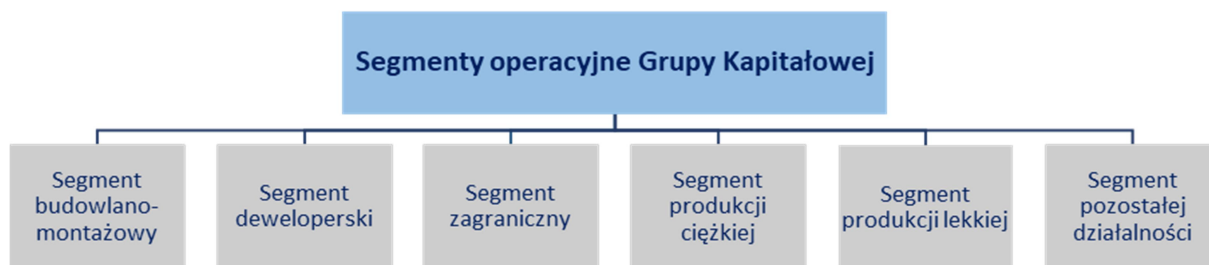 Segmenty operacyjne Grupy Kapitałowej
Segment
budowlano-
montażowy
Segment
deweloperski
Segment
zagraniczny
Segment
produkcji
ciężkiej
Segment
produkcji lekkiej
Segment
pozostałej
działalności